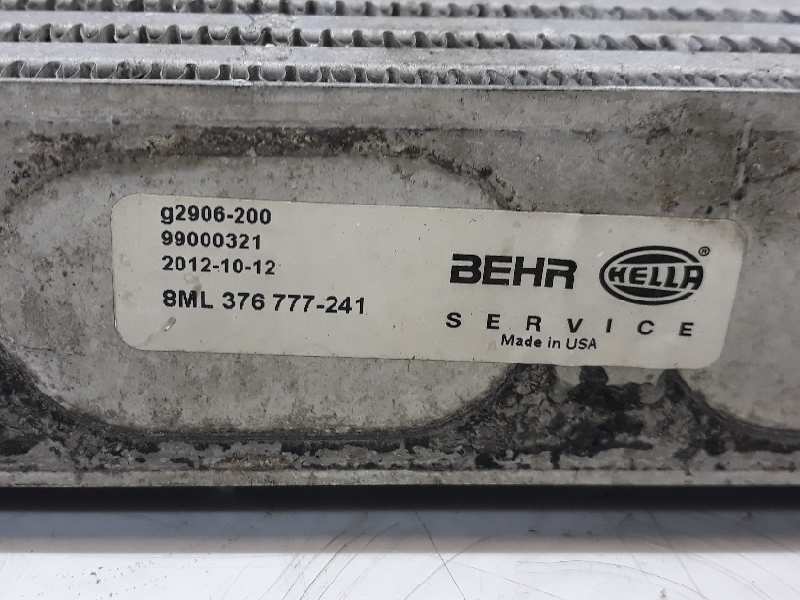 g2906-200
99000321
2012-10-12
8ML 376 777-241
BEHR HELLA ®
SERVICE
Made in USA